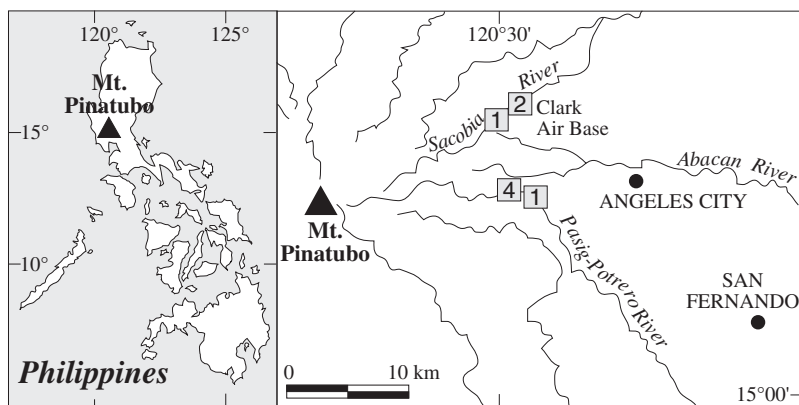 120°
125°
Mt.
Pinatubo
15°
10°
Philippines
120°30'
River
2
1
Clark
Air Base
Sacobia
Abacan River
4
1
ANGELES CITY
Mt.
Pinatubo
Pasig-Potrero River
SAN
FERNANDO
0
10 km
15°00'